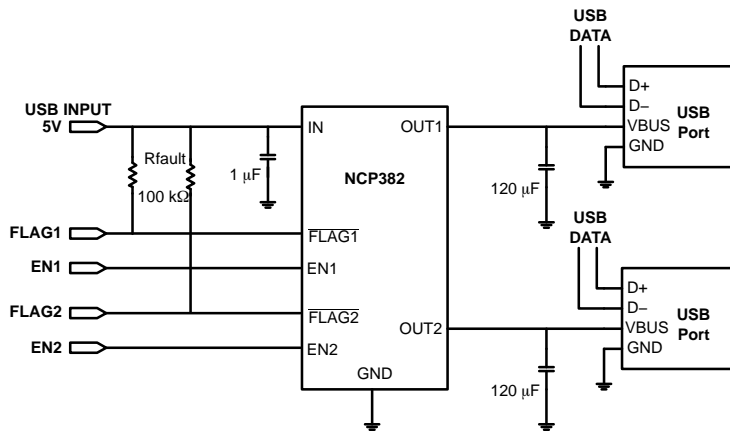 USB
DATA
D+
D–
VBUS
GND
USB
Port
USB INPUT
5V
IN
OUT1
Rfault
100 kΩ
1 μF
NCP382
120 μF
FLAG1
FLAG1
EN1
EN1
FLAG2
FLAG2
EN2
EN2
OUT2
GND
120 μF
USB
DATA
D+
D–
VBUS
GND
USB
Port